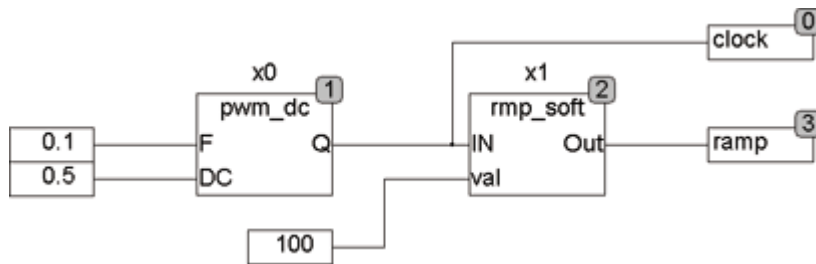 0
clock
x0
x1
1
2
pwm_dc
rmp_soft
3
0.1
F
Q
IN
Out
ramp
0.5
DC
val
100